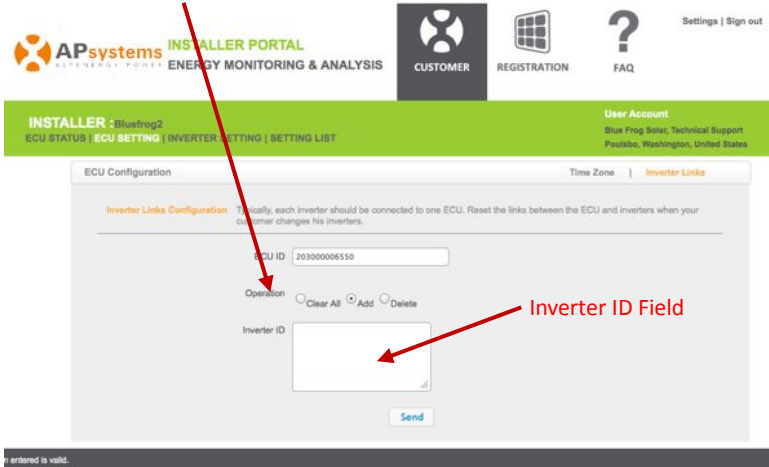 APsystems
ALTENERGY POWER
INSTALLER PORTAL
ENERGY MONITORING & ANALYSIS
CUSTOMER
REGISTRATION
FAQ
Settings | Sign out
INSTALLER :Bluefrog2
ECU STATUS | ECU SETTING | INVERTER SETTING | SETTING LIST
User Account
Blue Frog Solar, Technical Support
Poulsbo, Washington, United States
ECU Configuration
Time Zone | Inverter Links
Inverter Links Configuration
Typically, each inverter should be connected to one ECU. Reset the links between the ECU and inverters when your
customer changes his inverters.
ECU ID 203000006550
Operation Clear All Add Delete
Inverter ID
Inverter ID Field
Send
n entered is valid.